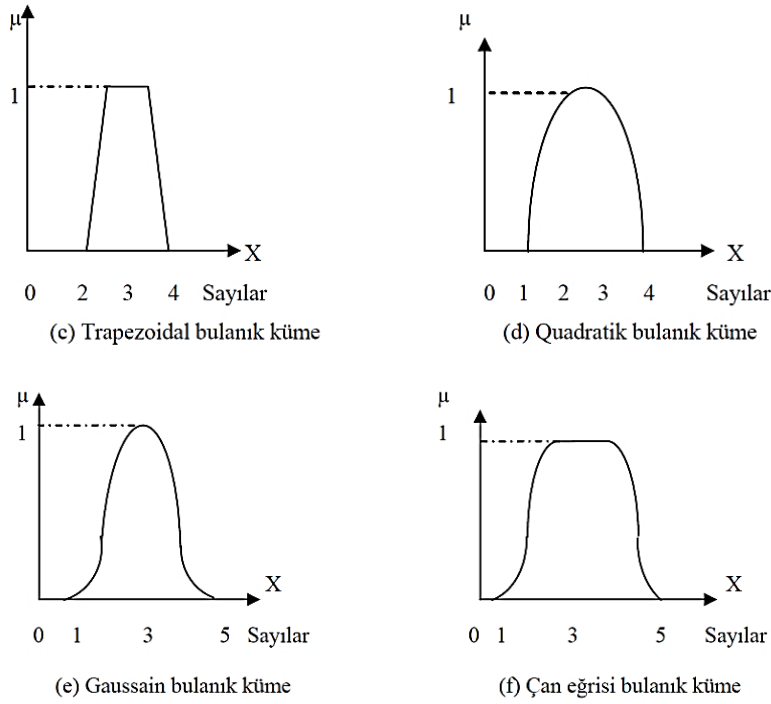 μ
1
X
0 2 3 4 Sayılar
(c) Trapezoidal bulanık küme
μ
1
X
0 1 2 3 4 Sayılar
(d) Quadratik bulanık küme
μ
1
X
0 1 3 5 Sayılar
(e) Gaussain bulanık küme
μ
1
X
0 1 3 5 Sayılar
(f) Çan eğrisi bulanık küme